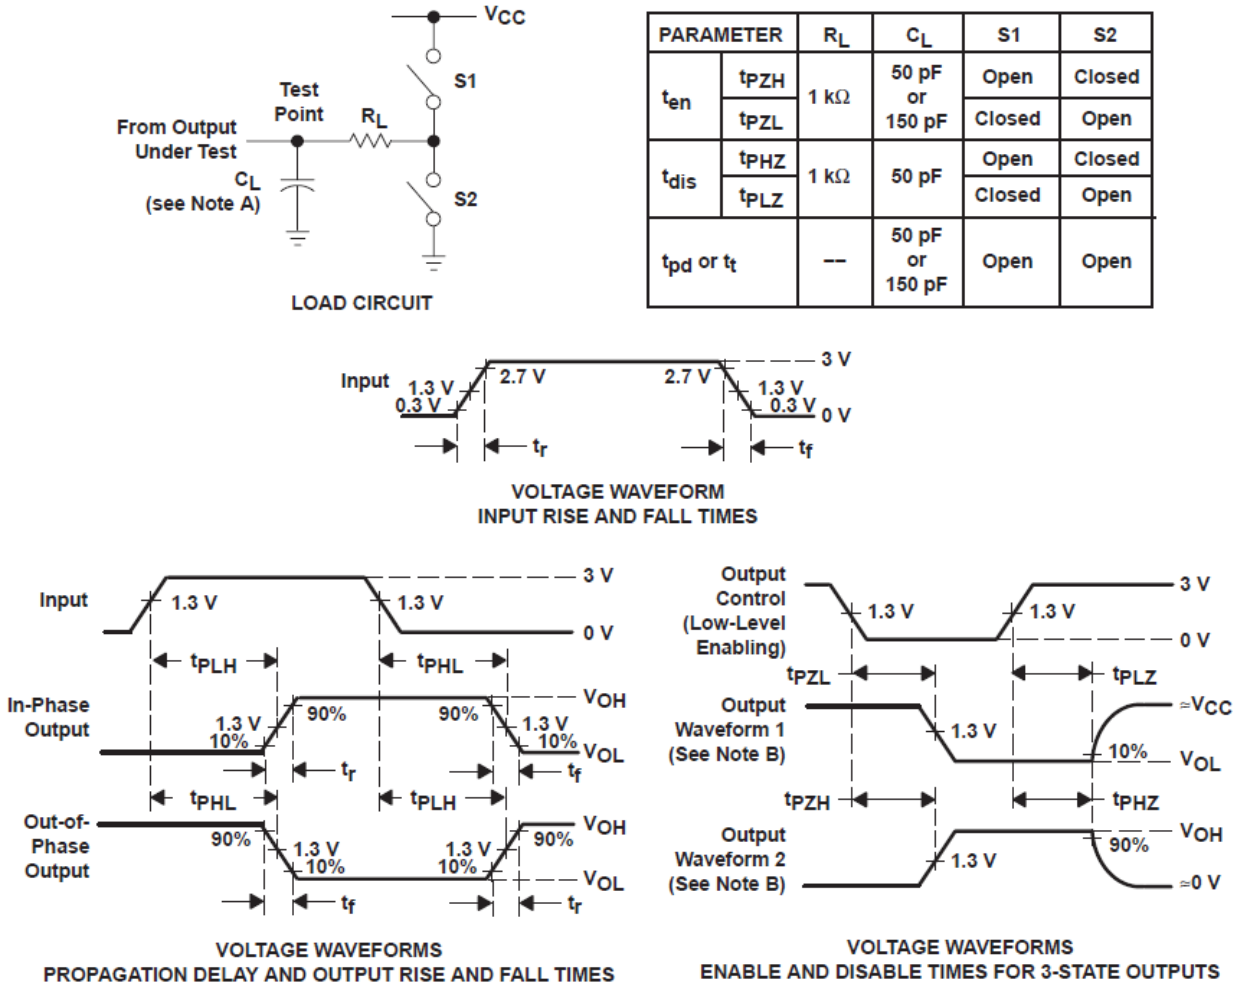 VCC
S1
Test
Point
RL
From Output
Under Test
CL
(see Note A)
S2
LOAD CIRCUIT
PARAMETER RL CL S1 S2
ten tPZH 1 kΩ 50 pF or 150 pF Open Closed
tPZL Closed Open
tdis tPHZ 1 kΩ 50 pF Open Closed
tPLZ Closed Open
tpd or tt −− 50 pF or 150 pF Open Open
Input
1.3 V
0.3 V
2.7 V
2.7 V
1.3 V
0.3 V
3 V
0 V
tr
tf
VOLTAGE WAVEFORM
INPUT RISE AND FALL TIMES
Input
1.3 V
1.3 V
3 V
0 V
tPLH
tPHL
In-Phase
Output
1.3 V
10%
90%
90%
1.3 V
10%
VOH
VOL
tr
tf
tPHL
tPLH
Out-of-
Phase
Output
90%
1.3 V
10%
1.3 V
10%
90%
VOH
VOL
tf
tr
VOLTAGE WAVEFORMS
PROPAGATION DELAY AND OUTPUT RISE AND FALL TIMES
Output
Control
(Low-Level
Enabling)
1.3 V
1.3 V
3 V
0 V
tPZL
tPLZ
Output
Waveform 1
(See Note B)
1.3 V
10%
≈VCC
VOL
tPZH
tPHZ
Output
Waveform 2
(See Note B)
1.3 V
90%
VOH
≈0 V
VOLTAGE WAVEFORMS
ENABLE AND DISABLE TIMES FOR 3-STATE OUTPUTS